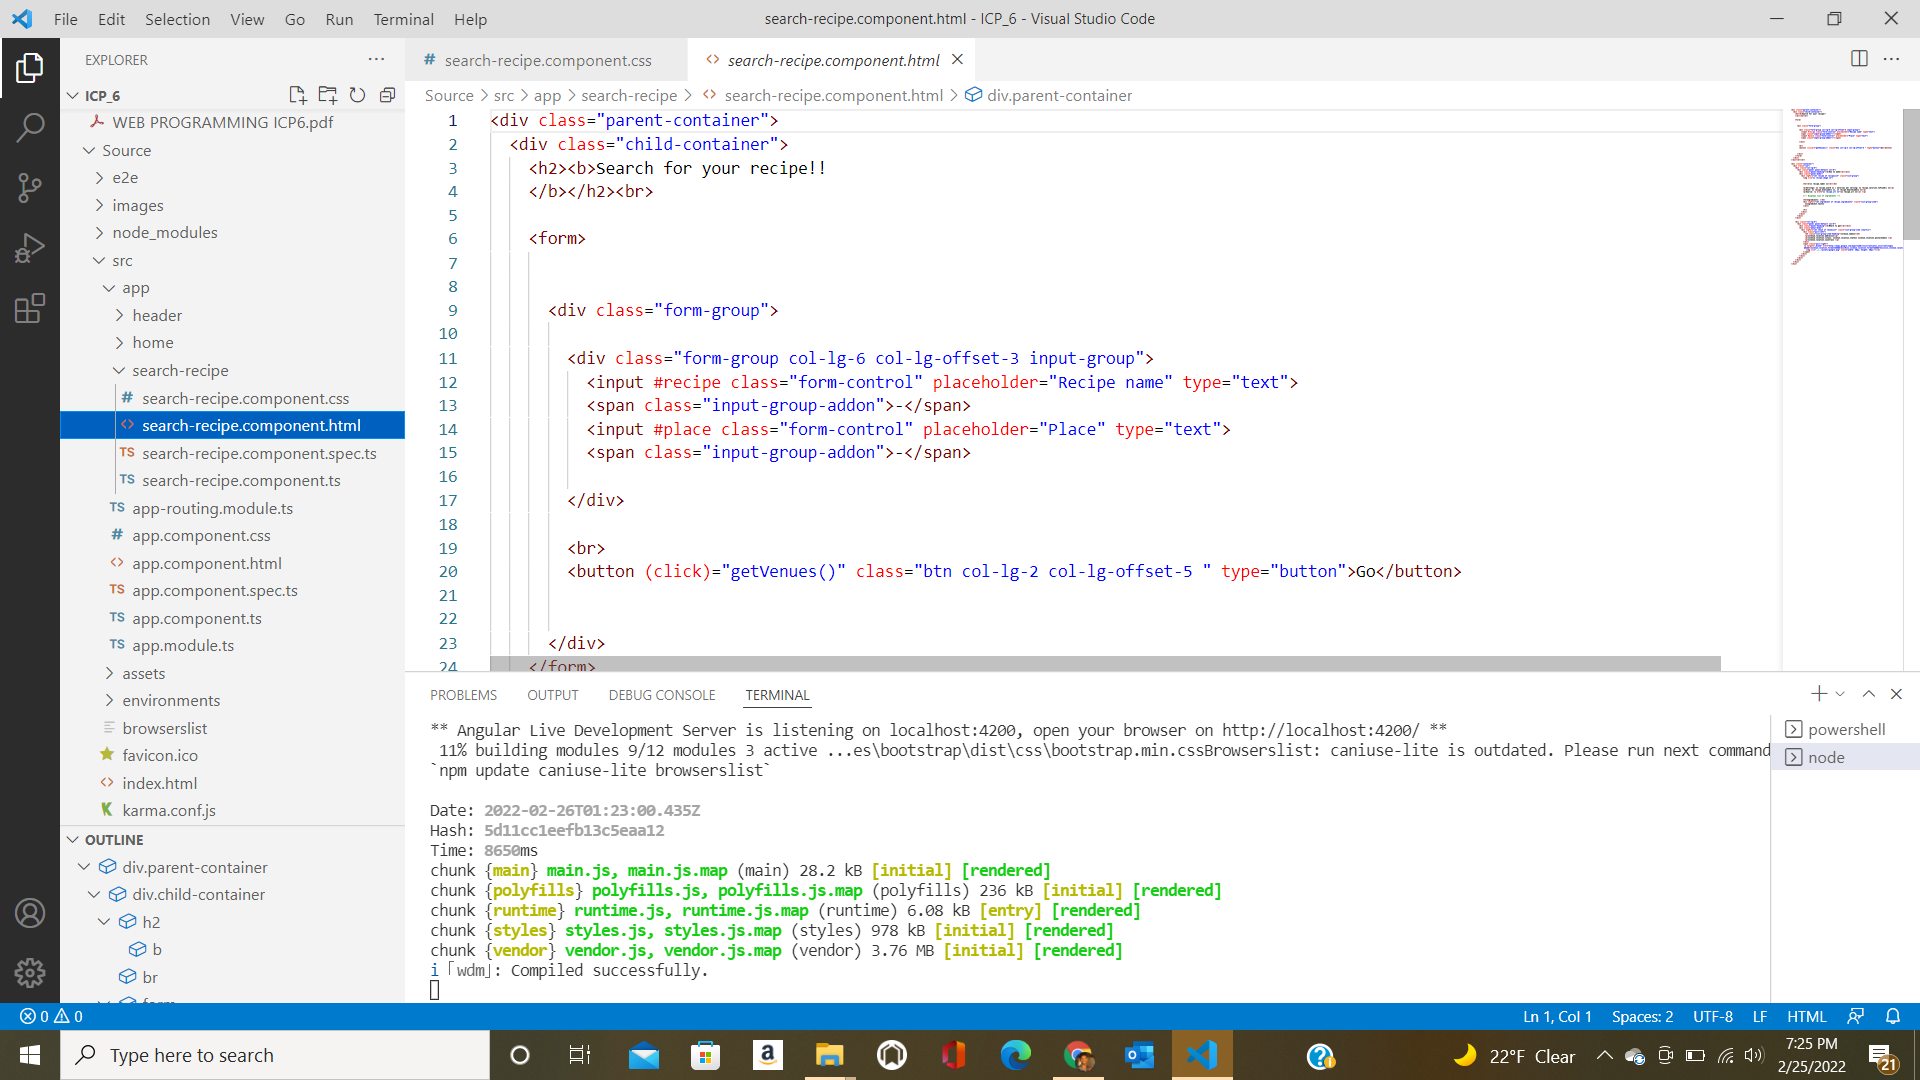 File Edit Selection View Go Run Terminal Help
search-recipe.component.html - ICP_6 - Visual Studio Code
EXPLORER
ICP_6
WEB PROGRAMMING ICP6.pdf
Source
e2e
images
node_modules
src
app
header
home
search-recipe
# search-recipe.component.css
<> search-recipe.component.html
TS search-recipe.component.spec.ts
TS search-recipe.component.ts
TS app-routing.module.ts
# app.component.css
<> app.component.html
TS app.component.spec.ts
TS app.component.ts
TS app.module.ts
assets
environments
browserslist
favicon.ico
<> index.html
karma.conf.js
OUTLINE
div.parent-container
div.child-container
h2
b
br
form
# search-recipe.component.css
<> search-recipe.component.html
Source > src > app > search-recipe > <> search-recipe.component.html > div.parent-container
1 <div class="parent-container">
2 <div class="child-container">
3 <h2><b>Search for your recipe!!
4 </b></h2><br>
5
6 <form>
7
8
9 <div class="form-group">
10
11 <div class="form-group col-lg-6 col-lg-offset-3 input-group">
12 <input #recipe class="form-control" placeholder="Recipe name" type="text">
13 <span class="input-group-addon">-</span>
14 <input #place class="form-control" placeholder="Place" type="text">
15 <span class="input-group-addon">-</span>
16
17 </div>
18
19 <br>
20 <button (click)="getVenues()" class="btn col-lg-2 col-lg-offset-5 " type="button">Go</button>
21
22
23 </div>
24 </form>
PROBLEMS OUTPUT DEBUG CONSOLE TERMINAL
** Angular Live Development Server is listening on localhost:4200, open your browser on http://localhost:4200/ **
11% building modules 9/12 modules 3 active ...es\bootstrap\dist\css\bootstrap.min.cssBrowserslist: caniuse-lite is outdated. Please run next command
`npm update caniuse-lite browserslist`
Date: 2022-02-26T01:23:00.435Z
Hash: 5d11cc1eefb13c5eaa12
Time: 8650ms
chunk {main} main.js, main.js.map (main) 28.2 kB [initial] [rendered]
chunk {polyfills} polyfills.js, polyfills.js.map (polyfills) 236 kB [initial] [rendered]
chunk {runtime} runtime.js, runtime.js.map (runtime) 6.08 kB [entry] [rendered]
chunk {styles} styles.js, styles.js.map (styles) 978 kB [initial] [rendered]
chunk {vendor} vendor.js, vendor.js.map (vendor) 3.76 MB [initial] [rendered]
i ｢wdm｣: Compiled successfully.
powershell
node
0 0
Ln 1, Col 1 Spaces: 2 UTF-8 LF HTML
Type here to search
22°F Clear
7:25 PM
2/25/2022
21